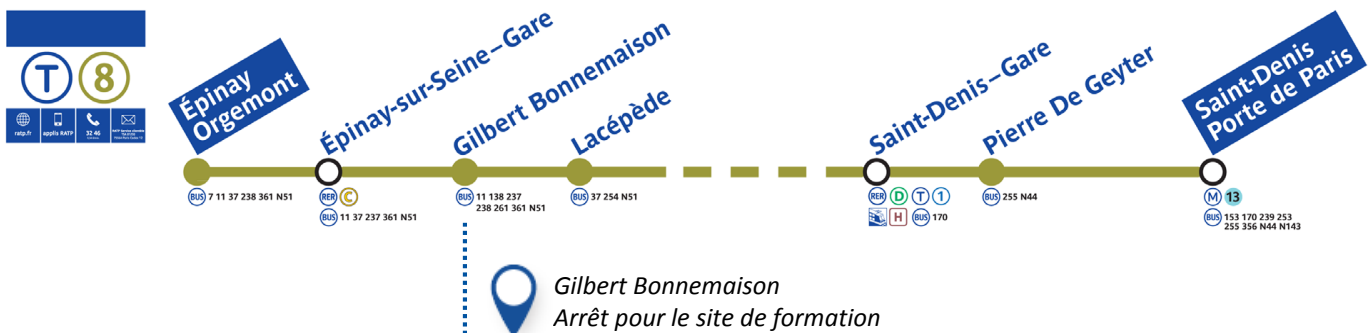 T 8
ratp.fr
applis RATP
32 46
Épinay
Orgemont
BUS 7 11 37 238 361 N51
Épinay-sur-Seine–Gare
RER C
BUS 11 37 237 361 N51
Gilbert Bonnemaison
BUS 11 138 237
238 261 361 N51
Lacépède
BUS 37 254 N51
Saint-Denis–Gare
RER D T 1
H BUS 170
Pierre De Geyter
BUS 255 N44
Saint-Denis
Porte de Paris
M 13
BUS 153 170 239 253
255 356 N44 N143
Gilbert Bonnemaison
Arrêt pour le site de formation